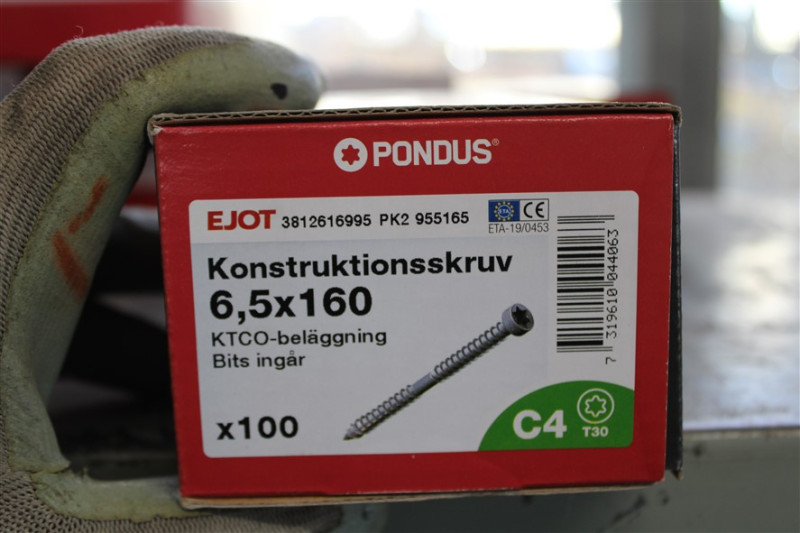 PONDUS®
EJOT 3812616995 PK2 955165
ETA CE
ETA-19/0453
Konstruktionsskruv
6,5x160
KTCO-beläggning
Bits ingår
x100
C4
T30
7 319610 044063